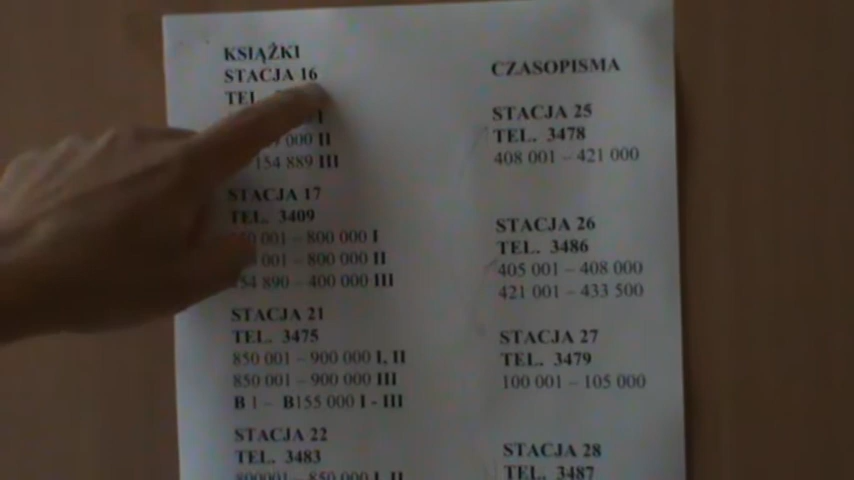 KSIĄŻKI
STACJA 16
TEL.
I
000 II
154 889 III
STACJA 17
TEL. 3409
001 – 800 000 I
001 – 800 000 II
890 – 400 000 III
STACJA 21
TEL. 3475
850 001 – 900 000 I, II
850 001 – 900 000 III
B 1 – B155 000 I - III
STACJA 22
TEL. 3483
800001 – 850 000 I, II
CZASOPISMA
STACJA 25
TEL. 3478
408 001 – 421 000
STACJA 26
TEL. 3486
405 001 – 408 000
421 001 – 433 500
STACJA 27
TEL. 3479
100 001 – 105 000
STACJA 28
TEL. 3487